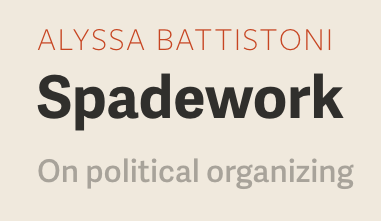 ALYSSA BATTISTONI
Spadework
On political organizing